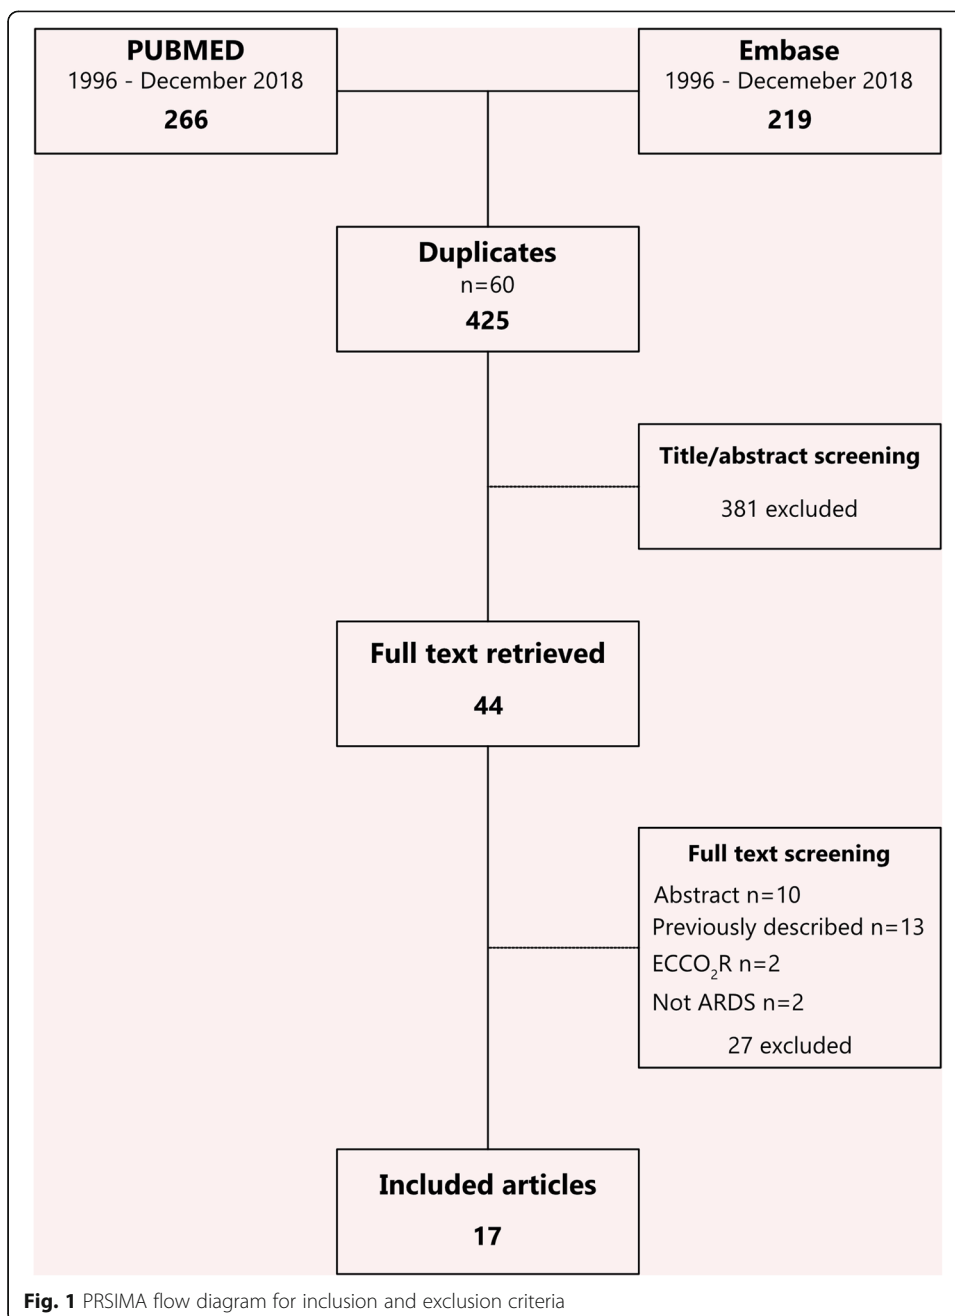 PUBMED
1996 - December 2018
266
Embase
1996 - Decemeber 2018
219
Duplicates
n=60
425
Title/abstract screening
381 excluded
Full text retrieved
44
Full text screening
Abstract n=10
Previously described n=13
ECCO₂R n=2
Not ARDS n=2
27 excluded
Included articles
17
Fig. 1 PRSIMA flow diagram for inclusion and exclusion criteria